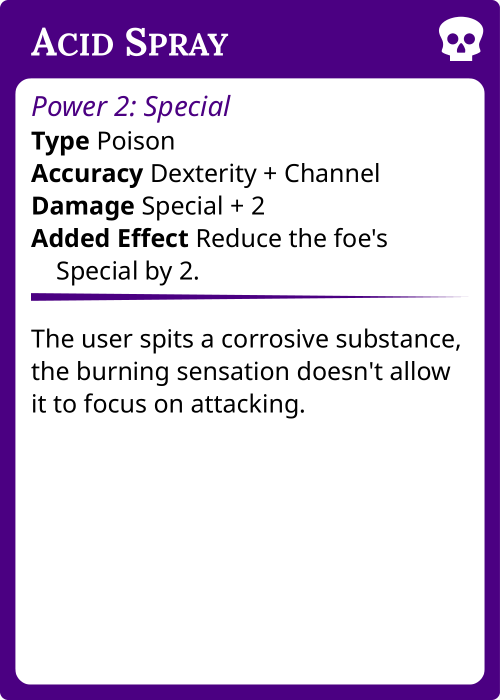 Acid Spray
Power 2: Special
Type Poison
Accuracy Dexterity + Channel
Damage Special + 2
Added Effect Reduce the foe's
Special by 2.
The user spits a corrosive substance,
the burning sensation doesn't allow
it to focus on attacking.